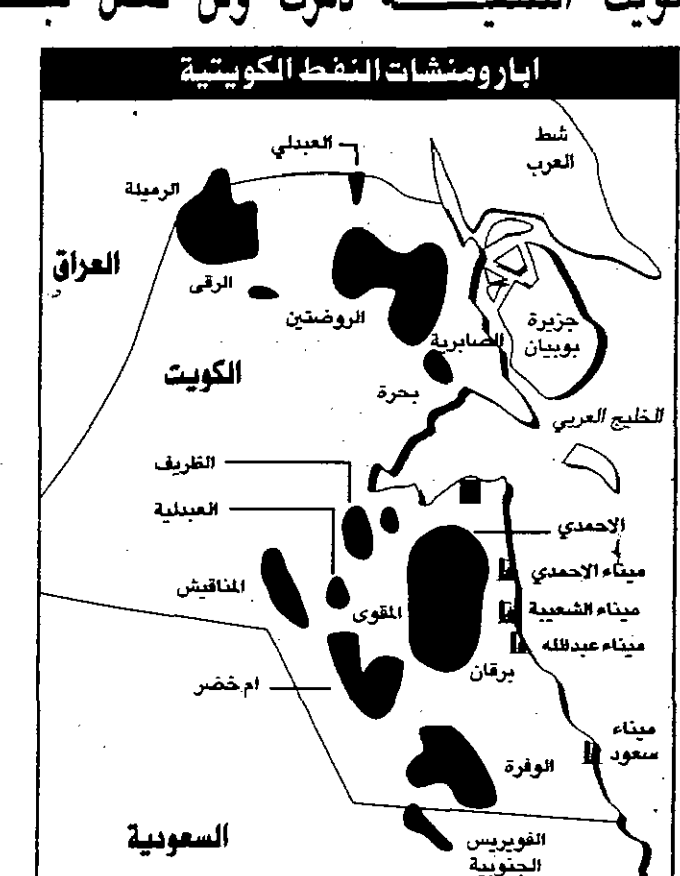 ابار ومنشات النفط الكويتية
شط
العرب
العبدلي
الرميلة
العراق
الرقى
الروضتين
الصابرية
جزيرة
بوبيان
الكويت
بحرة
الخليج العربي
الظريف
العبدلية
الاحمدي
ميناء الاحمدي
المناقيش
المقوى
ميناء الشعيبة
ميناء عبدالله
برقان
ام خضر
ميناء
سعود
الوفرة
السعودية
الفويريس
الجنوبية